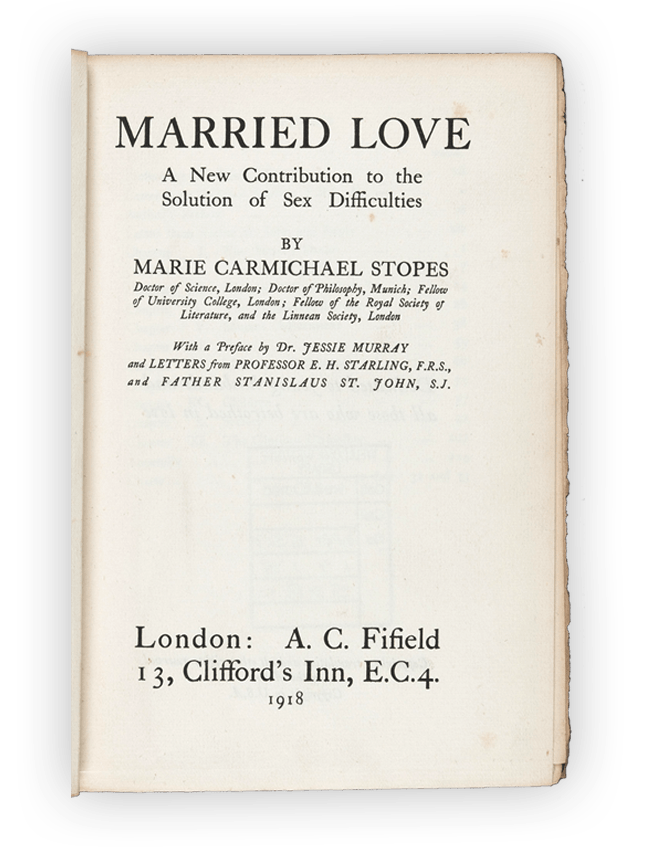 MARRIED LOVE
A New Contribution to the
Solution of Sex Difficulties
BY
MARIE CARMICHAEL STOPES
Doctor of Science, London; Doctor of Philosophy, Munich; Fellow
of University College, London; Fellow of the Royal Society of
Literature, and the Linnean Society, London
With a Preface by Dr. JESSIE MURRAY
and LETTERS from PROFESSOR E. H. STARLING, F.R.S.,
and FATHER STANISLAUS ST. JOHN, S.J.
London: A. C. Fifield
13, Clifford's Inn, E.C.4.
1918